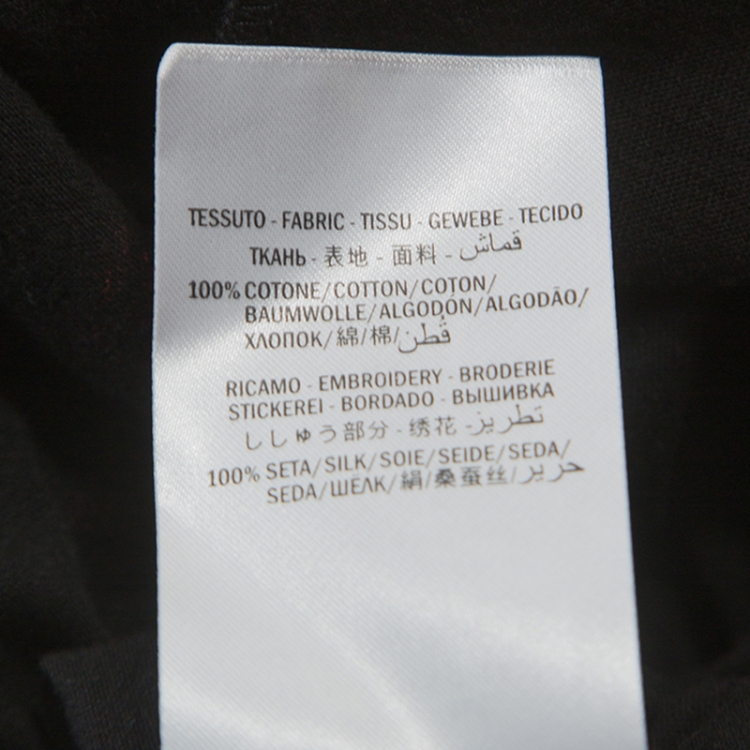 TESSUTO - FABRIC - TISSU - GEWEBE - TECIDO
ТКАНЬ - 表地 - 面料 - قماش
100% COTONE/COTTON/COTON/
BAUMWOLLE/ALGODÓN/ALGODÃO/
ХЛОПОК/綿/棉/قُطن
RICAMO - EMBROIDERY - BRODERIE
STICKEREI - BORDADO - ВЫШИВКА
ししゅう部分 - 绣花 - تطريز
100% SETA/SILK/SOIE/SEIDE/SEDA/
SEDA/ШЁЛК/絹/桑蚕丝/حرير